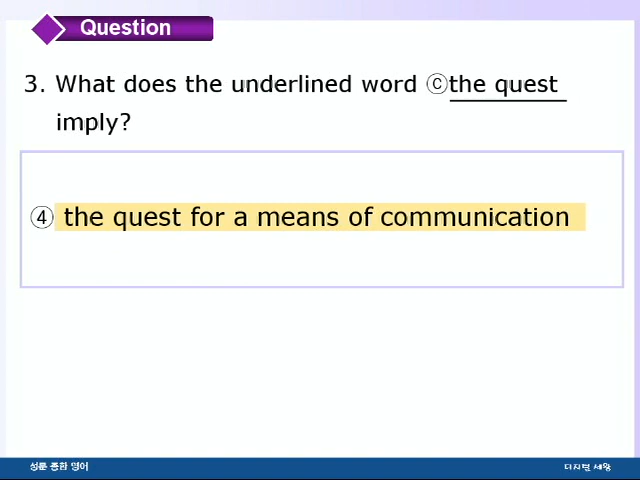 Question
3. What does the underlined word ⓒthe quest
imply?
④ the quest for a means of communication
성문 종합 영어
디지털 세왕